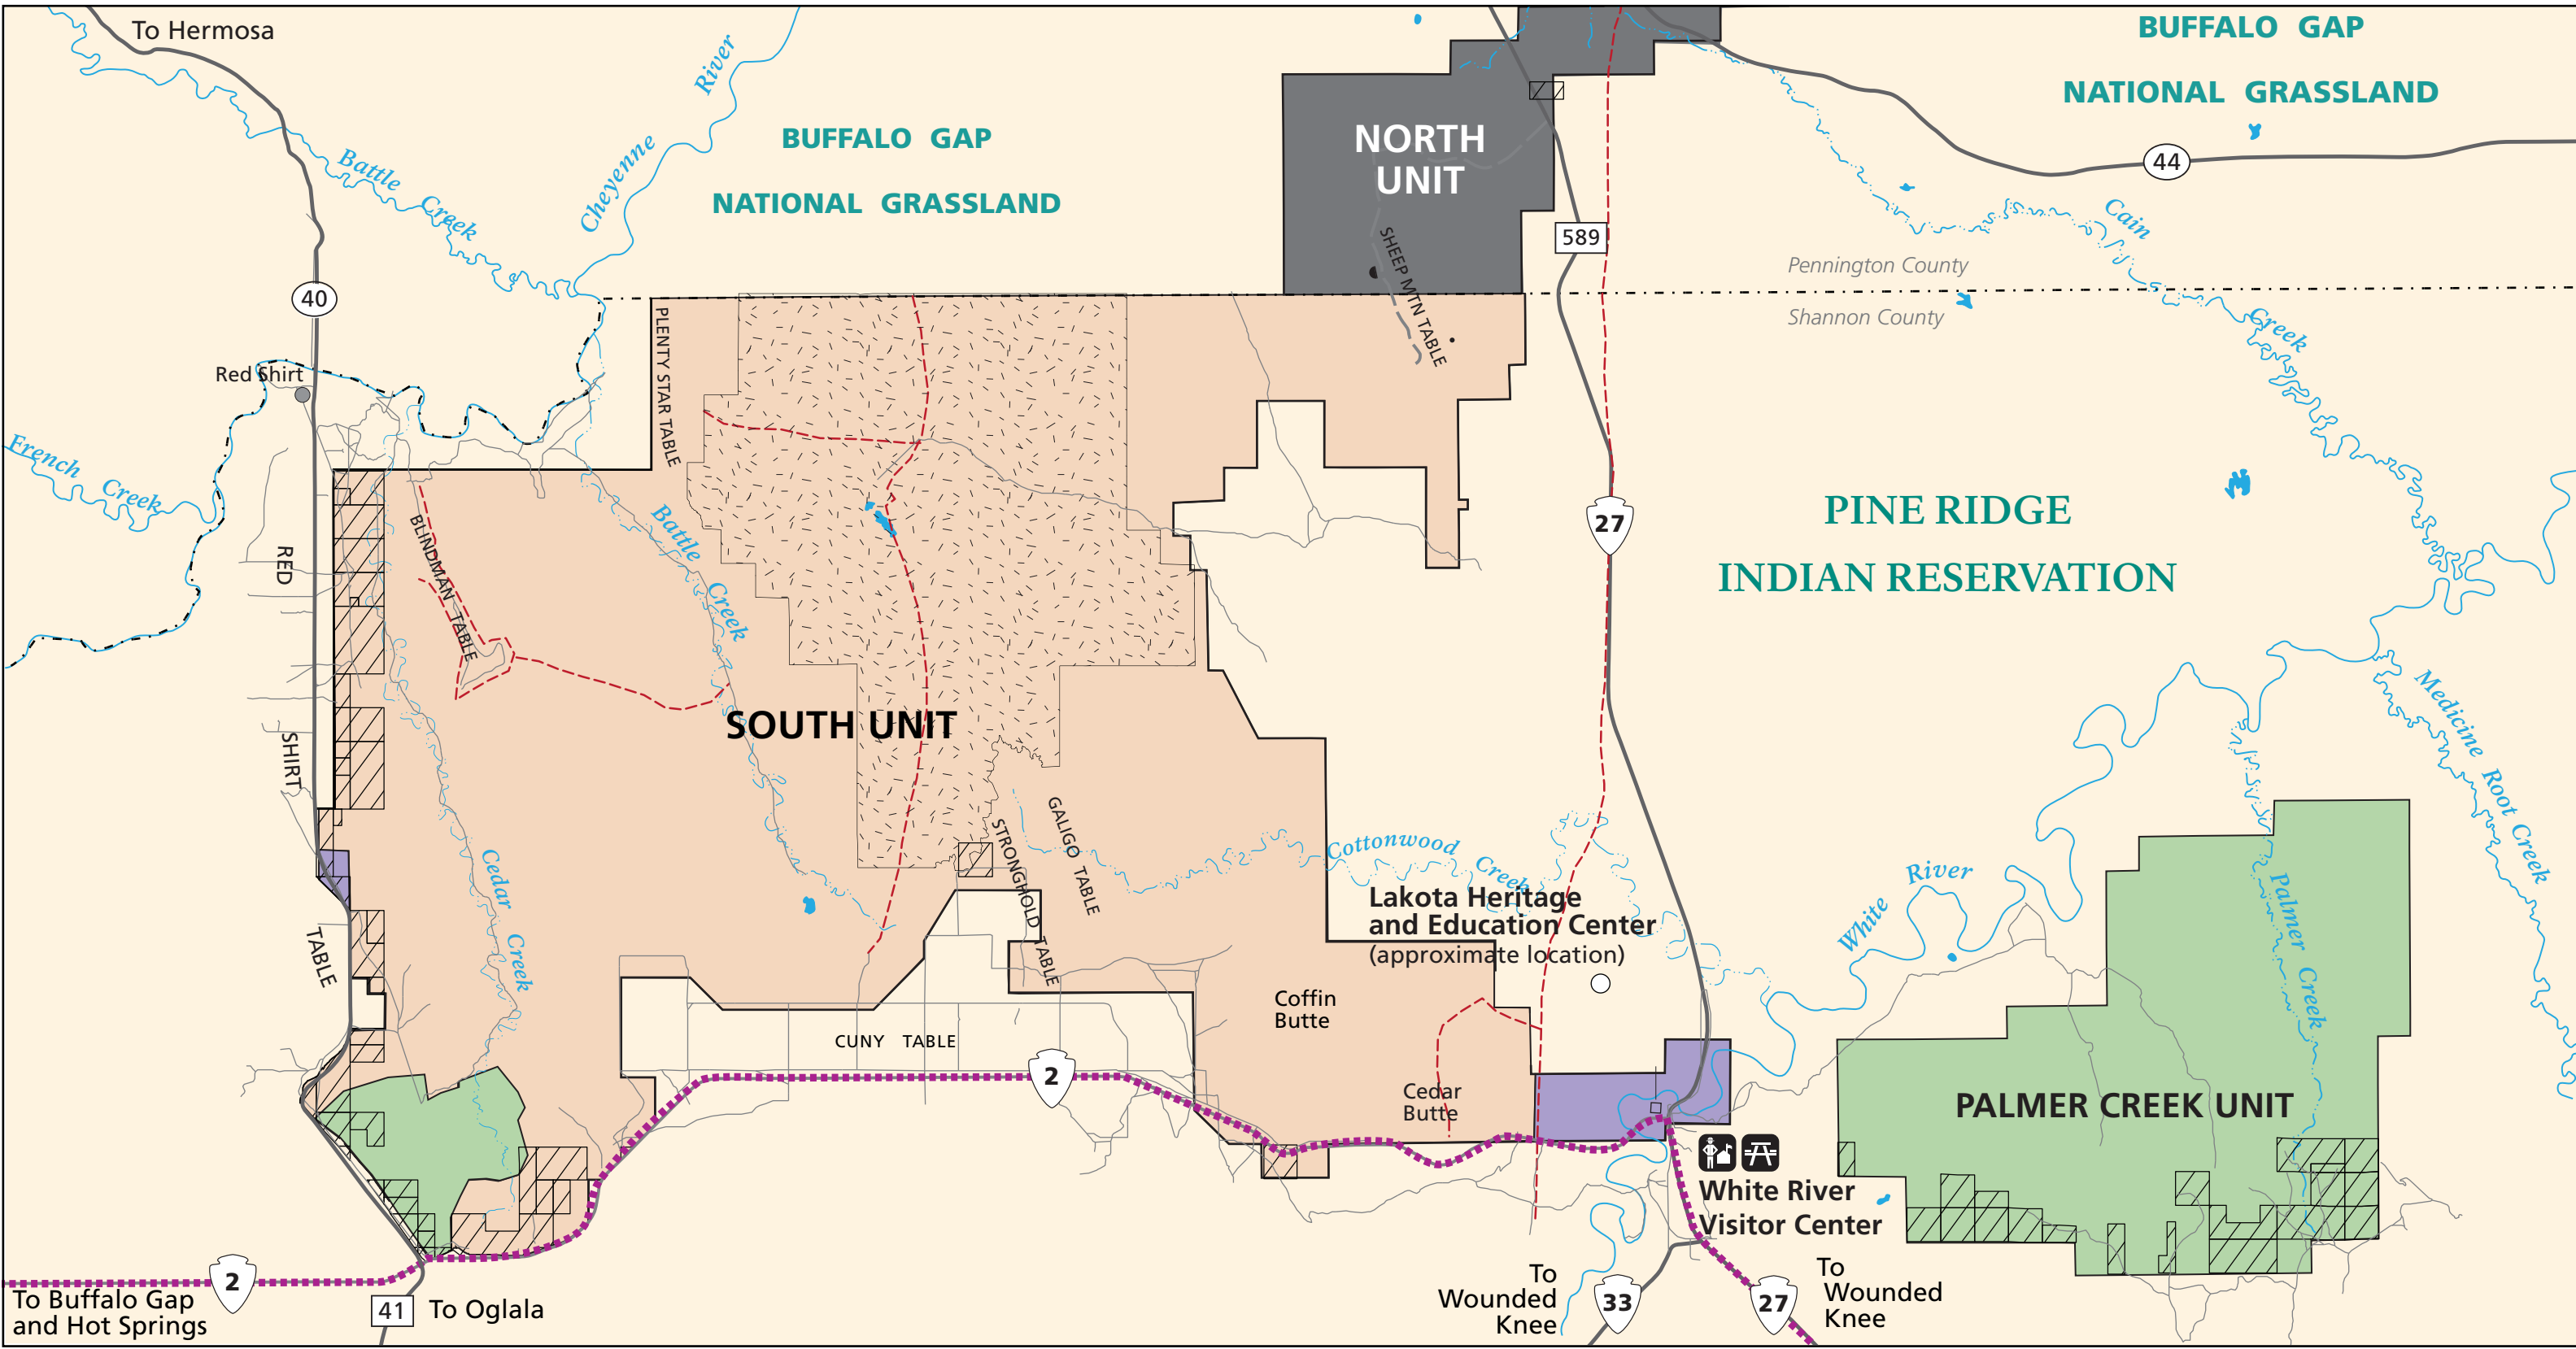 To Hermosa
BUFFALO GAP
NATIONAL GRASSLAND
Cheyenne River
BUFFALO GAP
NATIONAL GRASSLAND
NORTH
UNIT
44
Battle Creek
589
Cain Creek
SHEEP MTN TABLE
Pennington County
Shannon County
40
Red Shirt
PLENTY STAR TABLE
French Creek
27
PINE RIDGE
INDIAN RESERVATION
RED SHIRT TABLE
BLINDMAN TABLE
Battle Creek
SOUTH UNIT
Medicine Root Creek
Cedar Creek
STRONGHOLD TABLE
GALIGO TABLE
Cottonwood Creek
Lakota Heritage
and Education Center
(approximate location)
White River
Palmer Creek
Coffin
Butte
CUNY TABLE
2
Cedar
Butte
PALMER CREEK UNIT
White River
Visitor Center
2
To Buffalo Gap
and Hot Springs
41
To Oglala
To
Wounded
Knee
33
27
To
Wounded
Knee